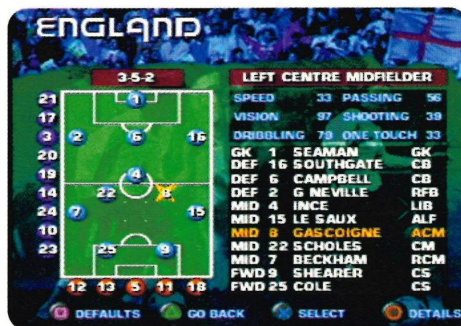 ENGLAND
3-5-2
LEFT CENTRE MIDFIELDER
SPEED 33 PASSING 56
VISION 97 SHOOTING 39
DRIBBLING 79 ONE TOUCH 33
21
17
3
20
19
14
24
10
23
1
2 6 16
4
22 8
7 15
25 9
12 13 5 11 18
GK 1 SEAMAN GK
DEF 16 SOUTHGATE CB
DEF 6 CAMPBELL CB
DEF 2 G NEVILLE RFB
MID 4 INCE LIB
MID 15 LE SAUX ALF
MID 8 GASCOIGNE ACM
MID 22 SCHOLES CM
MID 7 BECKHAM RCM
FWD 9 SHEARER CS
FWD 25 COLE CS
DEFAULTS GO BACK SELECT DETAILS